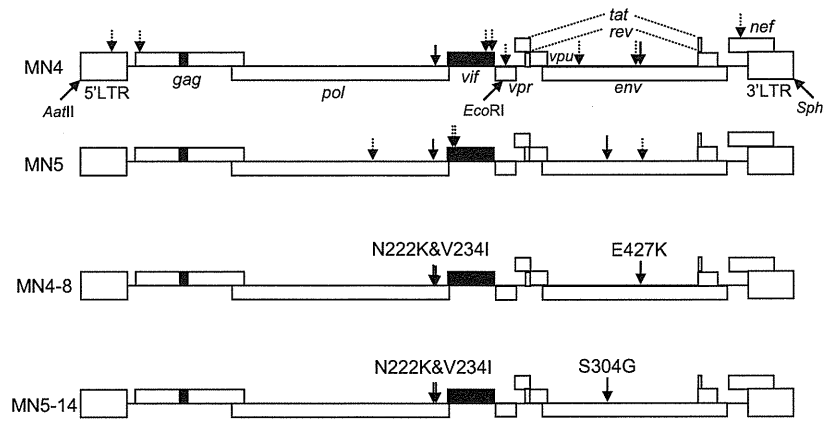 tat
rev
nef
MN4
gag
vif
vpu
5'LTR
pol
vpr
env
3'LTR
AatII
EcoRI
Sph
MN5
N222K&V234I
E427K
MN4-8
N222K&V234I
S304G
MN5-14